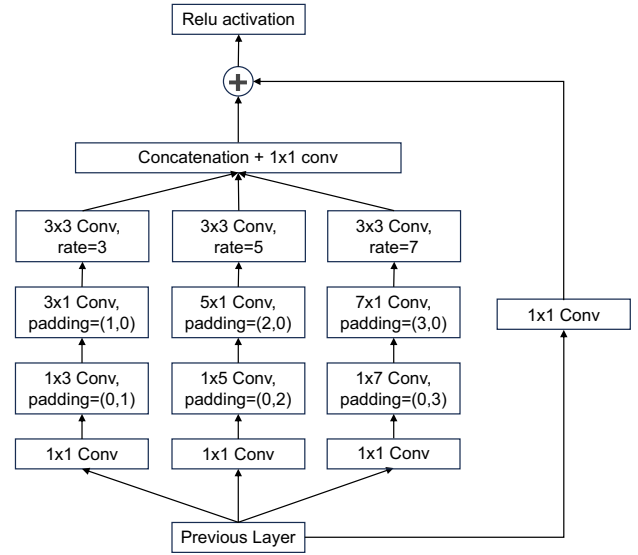 Relu activation
+
Concatenation + 1x1 conv
3x3 Conv,
rate=3
3x3 Conv,
rate=5
3x3 Conv,
rate=7
3x1 Conv,
padding=(1,0)
5x1 Conv,
padding=(2,0)
7x1 Conv,
padding=(3,0)
1x1 Conv
1x3 Conv,
padding=(0,1)
1x5 Conv,
padding=(0,2)
1x7 Conv,
padding=(0,3)
1x1 Conv
1x1 Conv
1x1 Conv
Previous Layer